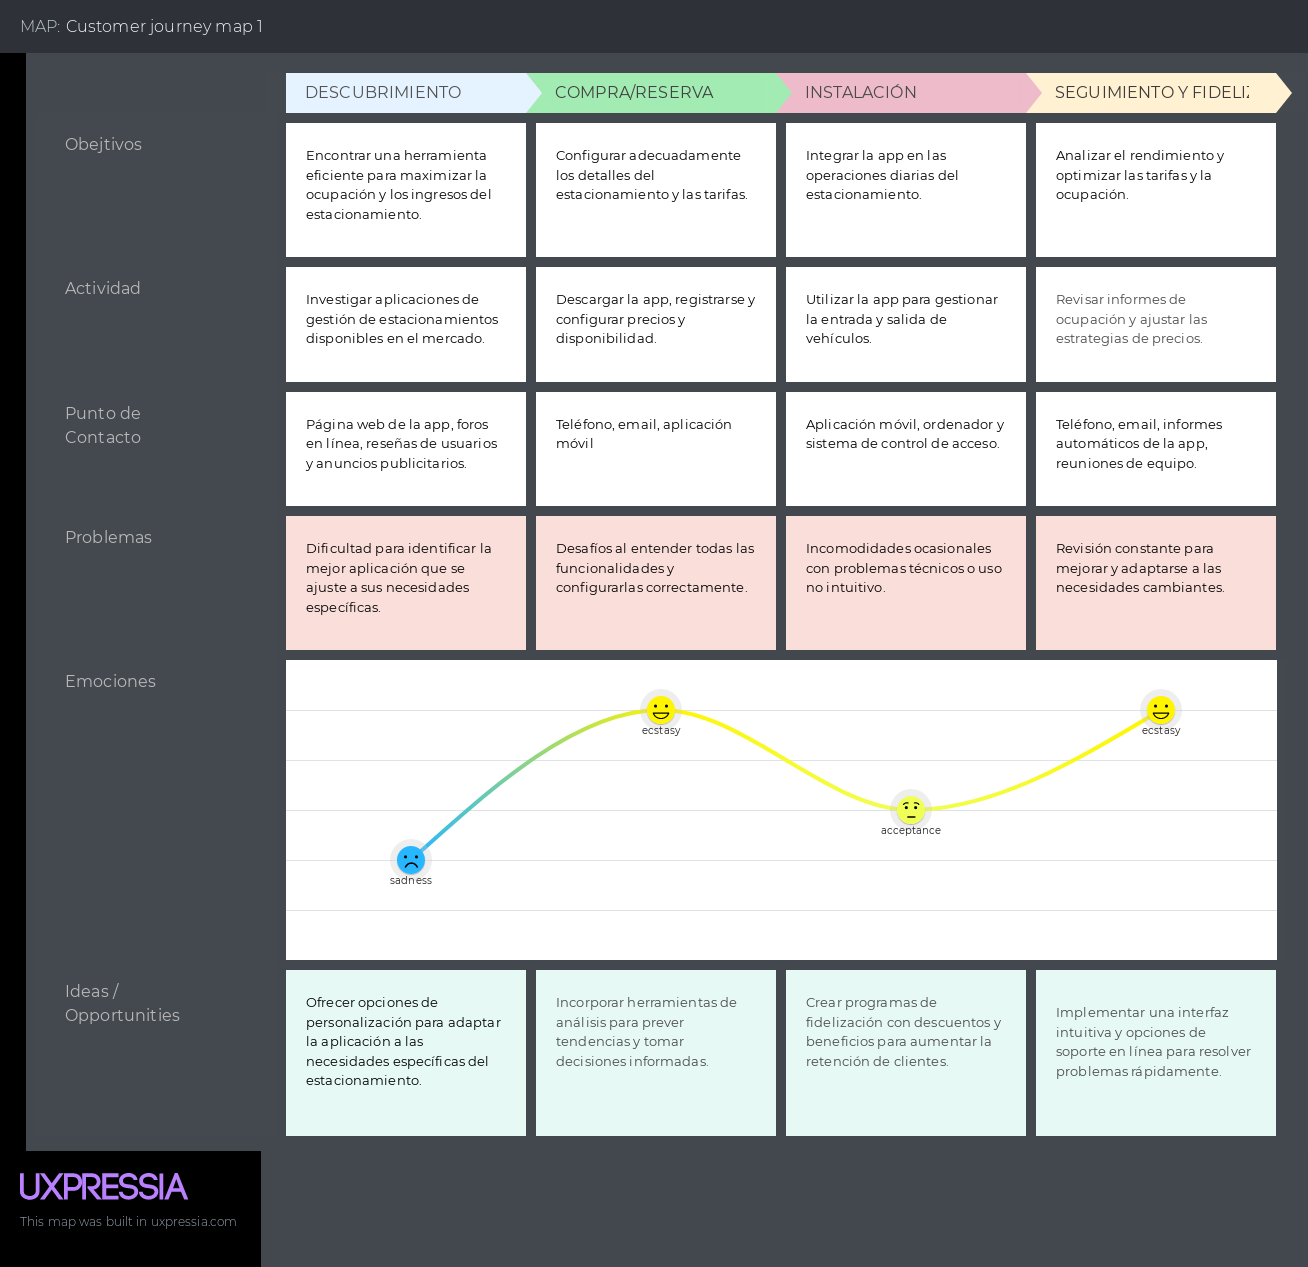 MAP: Customer journey map 1
DESCUBRIMIENTO
COMPRA/RESERVA
INSTALACIÓN
SEGUIMIENTO Y FIDELIZ
Obejtivos
Encontrar una herramienta
eficiente para maximizar la
ocupación y los ingresos del
estacionamiento.
Configurar adecuadamente
los detalles del
estacionamiento y las tarifas.
Integrar la app en las
operaciones diarias del
estacionamiento.
Analizar el rendimiento y
optimizar las tarifas y la
ocupación.
Actividad
Investigar aplicaciones de
gestión de estacionamientos
disponibles en el mercado.
Descargar la app, registrarse y
configurar precios y
disponibilidad.
Utilizar la app para gestionar
la entrada y salida de
vehículos.
Revisar informes de
ocupación y ajustar las
estrategias de precios.
Punto de
Contacto
Página web de la app, foros
en línea, reseñas de usuarios
y anuncios publicitarios.
Teléfono, email, aplicación
móvil
Aplicación móvil, ordenador y
sistema de control de acceso.
Teléfono, email, informes
automáticos de la app,
reuniones de equipo.
Problemas
Dificultad para identificar la
mejor aplicación que se
ajuste a sus necesidades
específicas.
Desafíos al entender todas las
funcionalidades y
configurarlas correctamente.
Incomodidades ocasionales
con problemas técnicos o uso
no intuitivo.
Revisión constante para
mejorar y adaptarse a las
necesidades cambiantes.
Emociones
sadness
ecstasy
acceptance
ecstasy
Ideas /
Opportunities
Ofrecer opciones de
personalización para adaptar
la aplicación a las
necesidades específicas del
estacionamiento.
Incorporar herramientas de
análisis para prever
tendencias y tomar
decisiones informadas.
Crear programas de
fidelización con descuentos y
beneficios para aumentar la
retención de clientes.
Implementar una interfaz
intuitiva y opciones de
soporte en línea para resolver
problemas rápidamente.
UXPRESSIA
This map was built in uxpressia.com